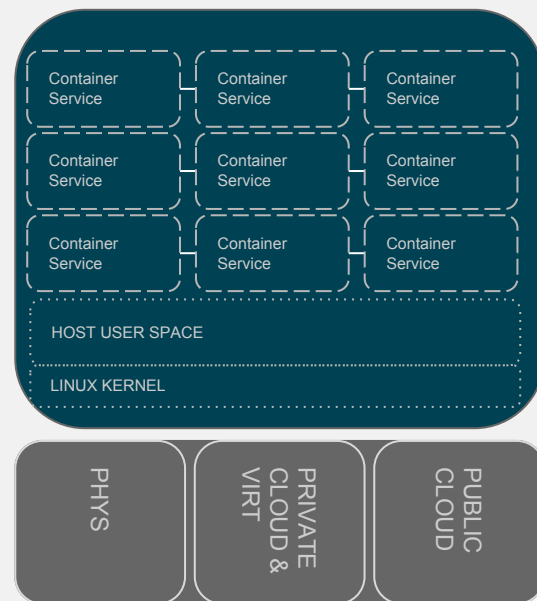 Container
Service
Container
Service
Container
Service
Container
Service
Container
Service
Container
Service
Container
Service
Container
Service
Container
Service
HOST USER SPACE
LINUX KERNEL
PHYS
PRIVATE
CLOUD &
VIRT
PUBLIC
CLOUD